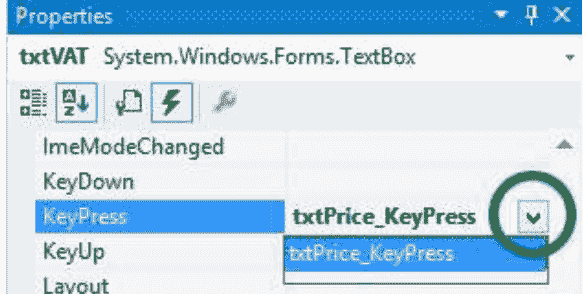 Properties
txtVAT System.Windows.Forms.TextBox
ImeModeChanged
KeyDown
KeyPress txtPrice_KeyPress
KeyUp txtPrice_KeyPress
Layout